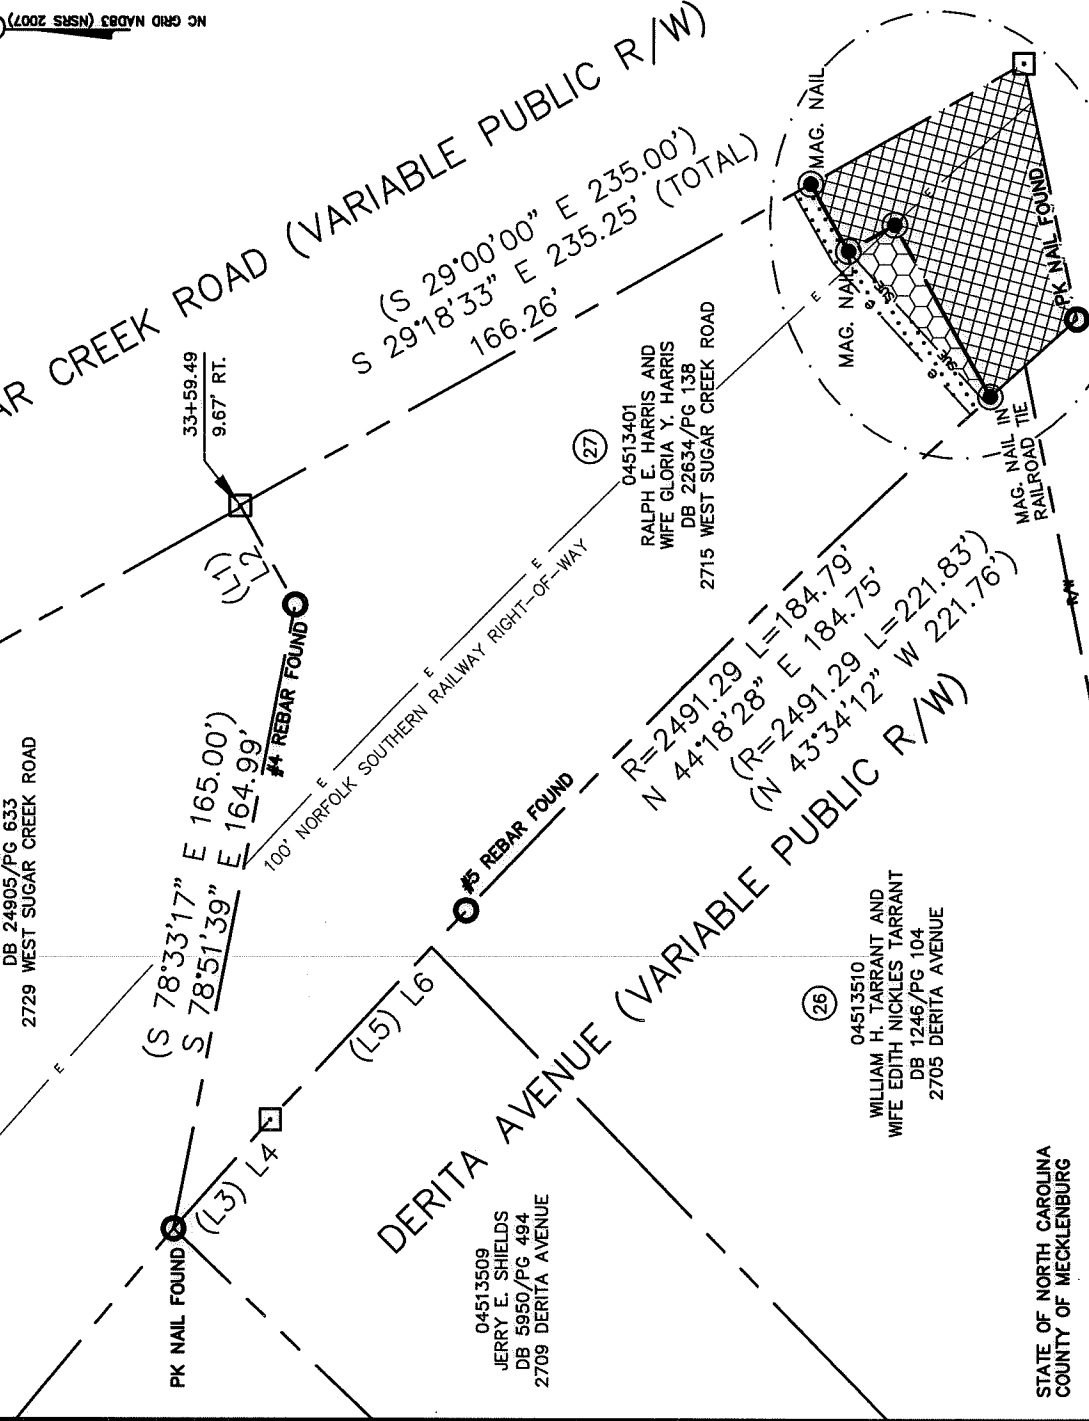 NC GRID NAD83 (NSRS 2007)
AR CREEK ROAD (VARIABLE PUBLIC R/W)
(S 29°00'00" E 235.00')
S 29°18'33" E 235.25' (TOTAL)
166.26'
33+59.49
9.67' RT.
(L1)
L2
#4 REBAR FOUND
DB 24905/PG 633
2729 WEST SUGAR CREEK ROAD
(S 78°33'17" E 165.00')
S 78°51'39" E 164.99'
100' NORFOLK SOUTHERN RAILWAY RIGHT-OF-WAY
E
E
E
E
E
E
27
04513401
RALPH E. HARRIS AND
WIFE GLORIA Y. HARRIS
DB 22634/PG 138
2715 WEST SUGAR CREEK ROAD
MAG. NAIL
MAG. NAIL
SUE
SUE
e
e
PK NAIL FOUND
MAG. NAIL IN
RAILROAD TIE
R/W
R=2491.29 L=184.79'
N 44°18'28" E 184.75'
(R=2491.29 L=221.83')
(N 43°34'12" W 221.76')
#5 REBAR FOUND
(L5) L6
(L3) L4
PK NAIL FOUND
DERITA AVENUE (VARIABLE PUBLIC R/W)
26
04513510
WILLIAM H. TARRANT AND
WIFE EDITH NICKLES TARRANT
DB 1246/PG 104
2705 DERITA AVENUE
04513509
JERRY E. SHIELDS
DB 5950/PG 494
2709 DERITA AVENUE
STATE OF NORTH CAROLINA
COUNTY OF MECKLENBURG